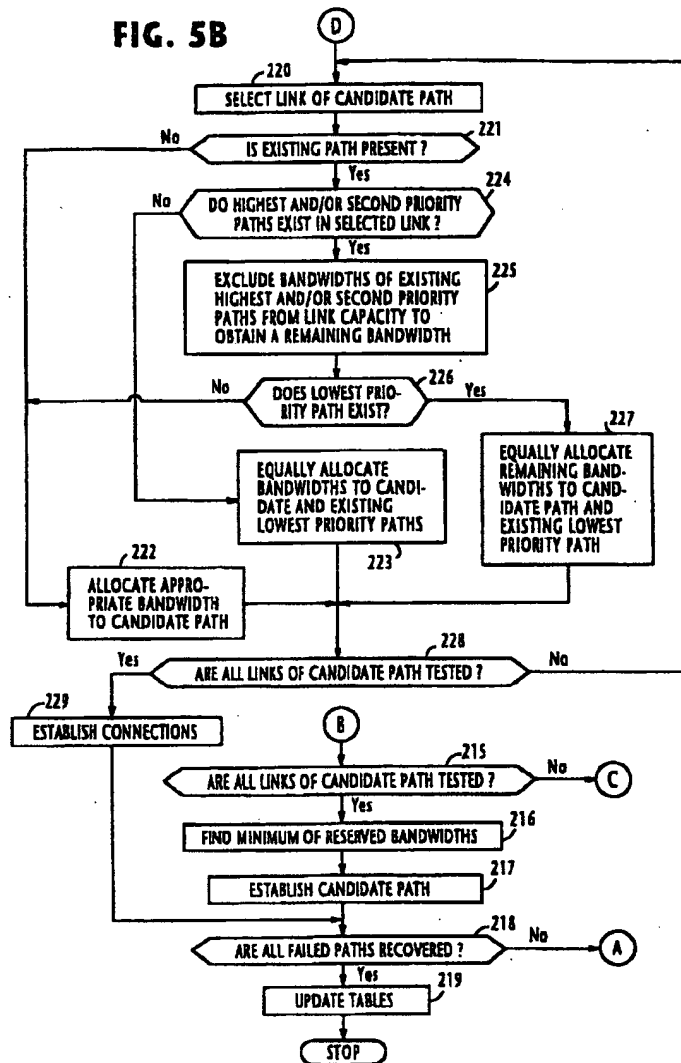 FIG. 5B
D
220
SELECT LINK OF CANDIDATE PATH
221
No
IS EXISTING PATH PRESENT ?
Yes
224
No
DO HIGHEST AND/OR SECOND PRIORITY
PATHS EXIST IN SELECTED LINK ?
Yes
225
EXCLUDE BANDWIDTHS OF EXISTING
HIGHEST AND/OR SECOND PRIORITY
PATHS FROM LINK CAPACITY TO
OBTAIN A REMAINING BANDWIDTH
226
No
DOES LOWEST PRIO-
RITY PATH EXIST?
Yes
227
EQUALLY ALLOCATE
REMAINING BAND-
WIDTHS TO CAND-
IDATE PATH AND
EXISTING LOWEST
PRIORITY PATH
EQUALLY ALLOCATE
BANDWIDTHS TO CANDI-
DATE AND EXISTING
LOWEST PRIORITY PATHS
223
222
ALLOCATE APPRO-
PRIATE BANDWIDTH
TO CANDIDATE PATH
228
Yes
ARE ALL LINKS OF CANDIDATE PATH TESTED ?
No
229
ESTABLISH CONNECTIONS
B
215
ARE ALL LINKS OF CANDIDATE PATH TESTED ?
No
C
Yes
216
FIND MINIMUM OF RESERVED BANDWIDTHS
217
ESTABLISH CANDIDATE PATH
218
ARE ALL FAILED PATHS RECOVERED ?
No
A
Yes
219
UPDATE TABLES
STOP